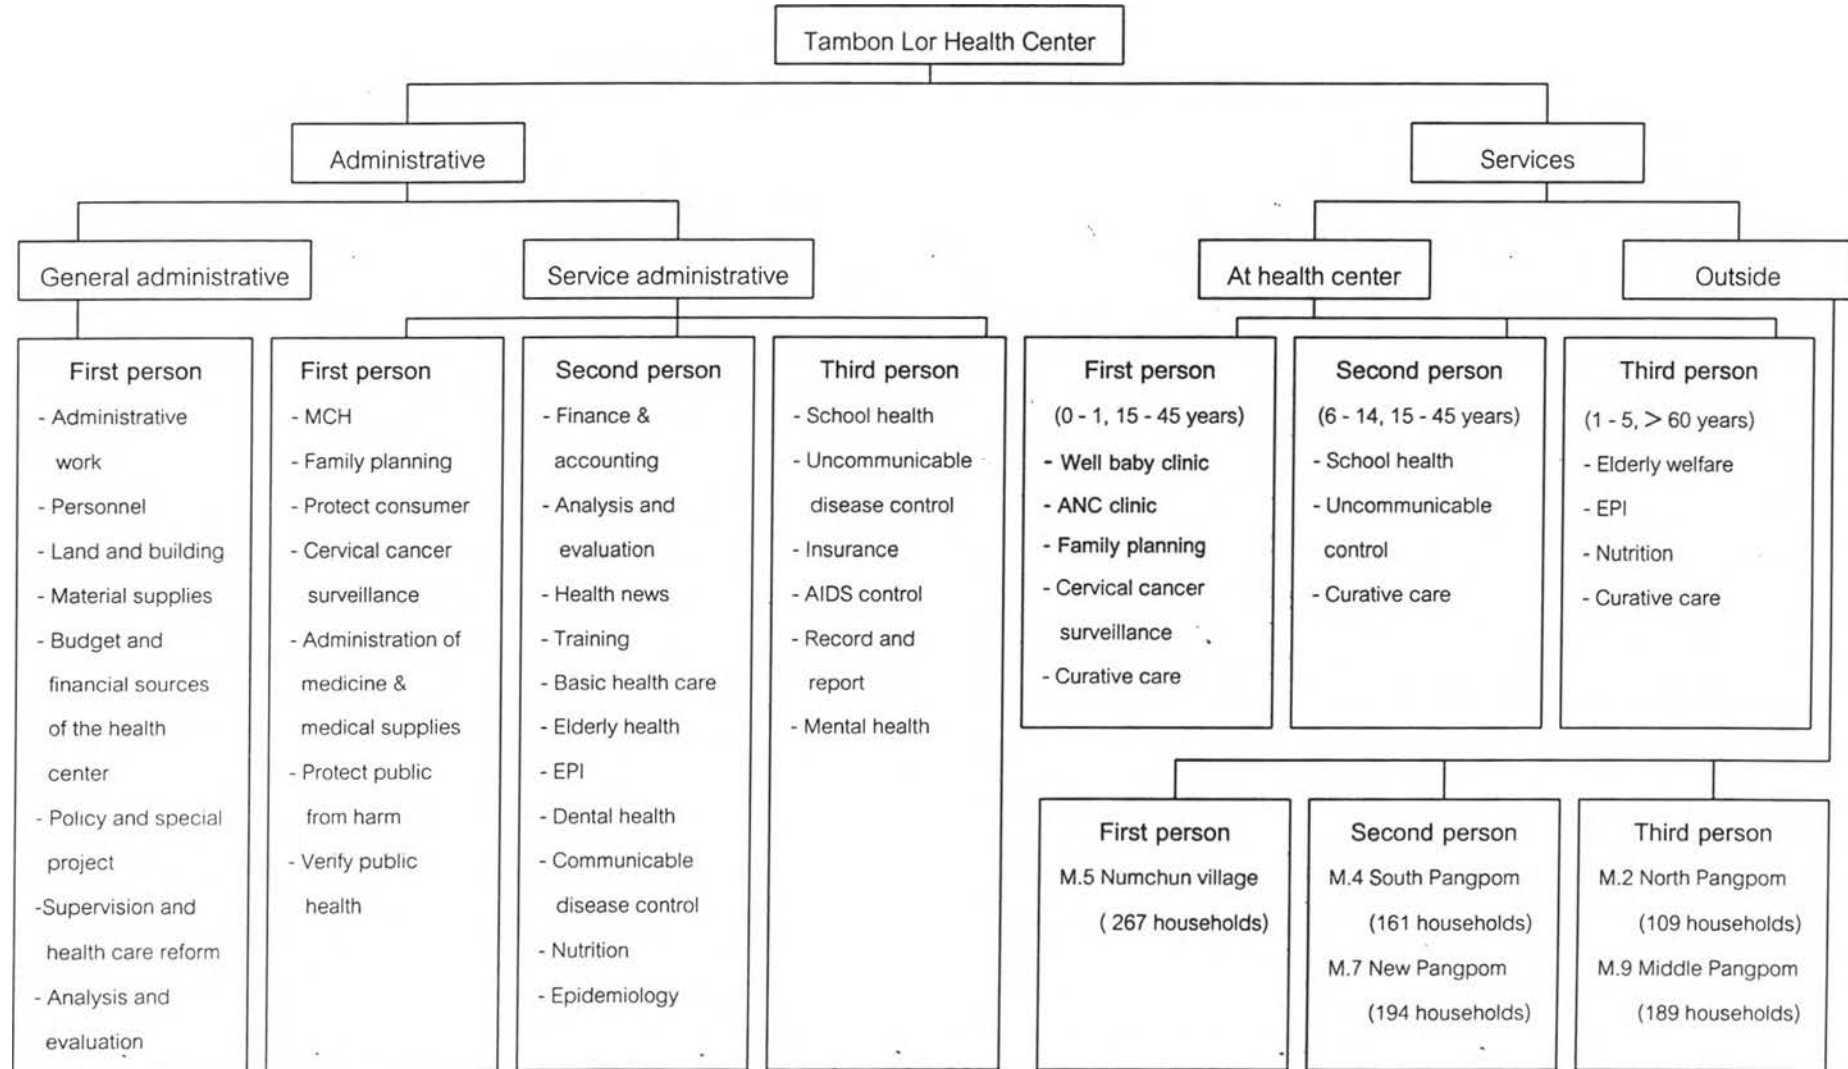 Tambon Lor Health Center
Administrative
Services
General administrative
Service administrative
At health center
Outside
First person
- Administrative
work
- Personnel
- Land and building
- Material supplies
- Budget and
financial sources
of the health
center
- Policy and special
project
-Supervision and
health care reform
- Analysis and
evaluation
First person
- MCH
- Family planning
- Protect consumer
- Cervical cancer
surveillance
- Administration of
medicine &
medical supplies
- Protect public
from harm
- Verify public
health
Second person
- Finance &
accounting
- Analysis and
evaluation
- Health news
- Training
- Basic health care
- Elderly health
- EPI
- Dental health
- Communicable
disease control
- Nutrition
- Epidemiology
Third person
- School health
- Uncommunicable
disease control
- Insurance
- AIDS control
- Record and
report
- Mental health
First person
(0 - 1, 15 - 45 years)
- Well baby clinic
- ANC clinic
- Family planning
- Cervical cancer
surveillance
- Curative care
Second person
(6 - 14, 15 - 45 years)
- School health
- Uncommunicable
control
- Curative care
Third person
(1 - 5, > 60 years)
- Elderly welfare
- EPI
- Nutrition
- Curative care
First person
M.5 Numchun village
( 267 households)
Second person
M.4 South Pangpom
(161 households)
M.7 New Pangpom
(194 households)
Third person
M.2 North Pangpom
(109 households)
M.9 Middle Pangpom
(189 households)